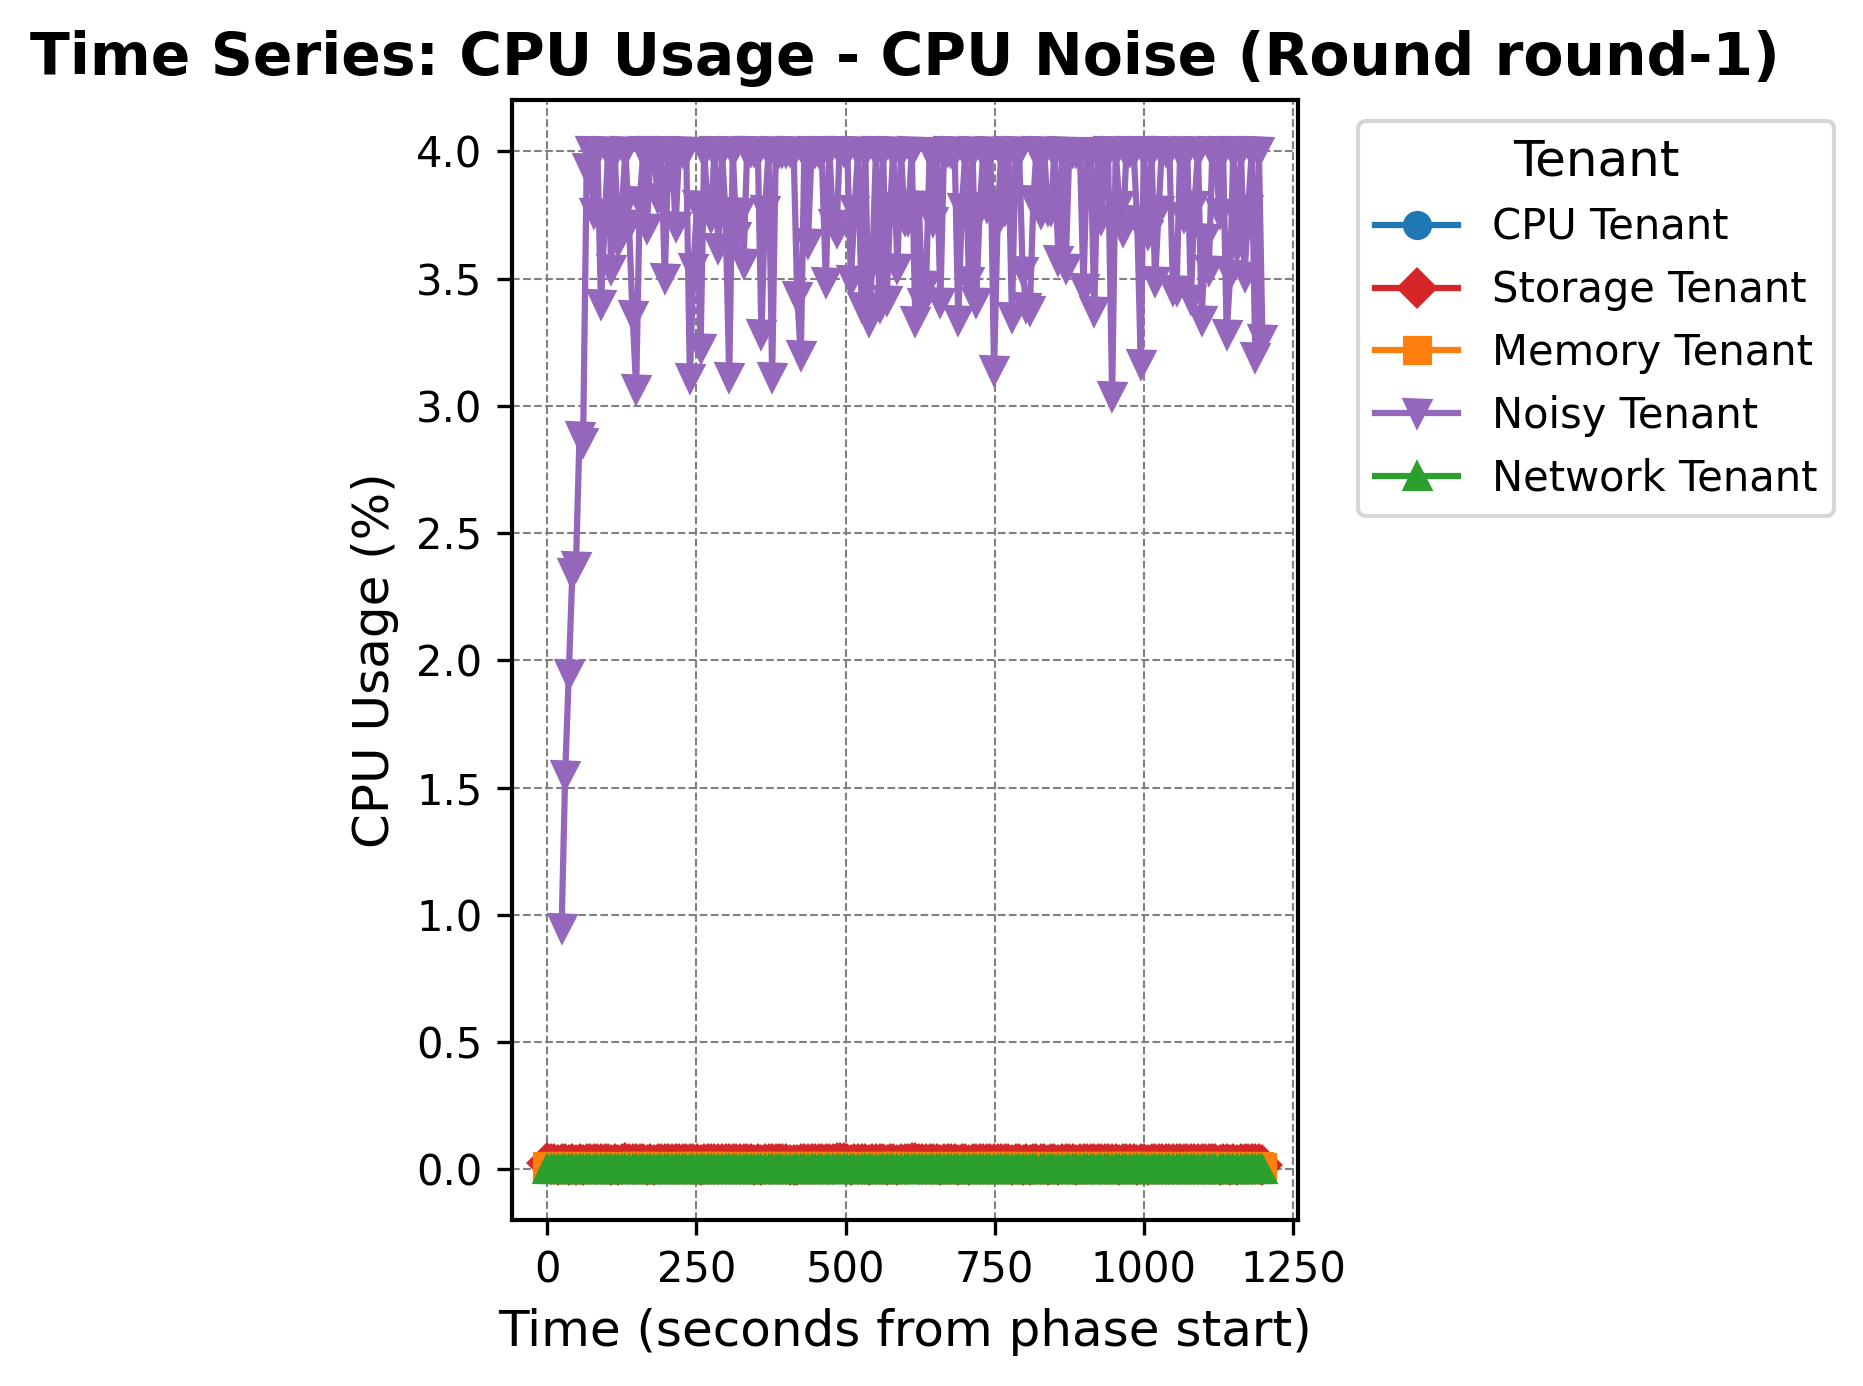 Time Series: CPU Usage - CPU Noise (Round round-1)
CPU Usage (%)
4.0
3.5
3.0
2.5
2.0
1.5
1.0
0.5
0.0
0
250
500
750
1000
1250
Time (seconds from phase start)
Tenant
CPU Tenant
Storage Tenant
Memory Tenant
Noisy Tenant
Network Tenant